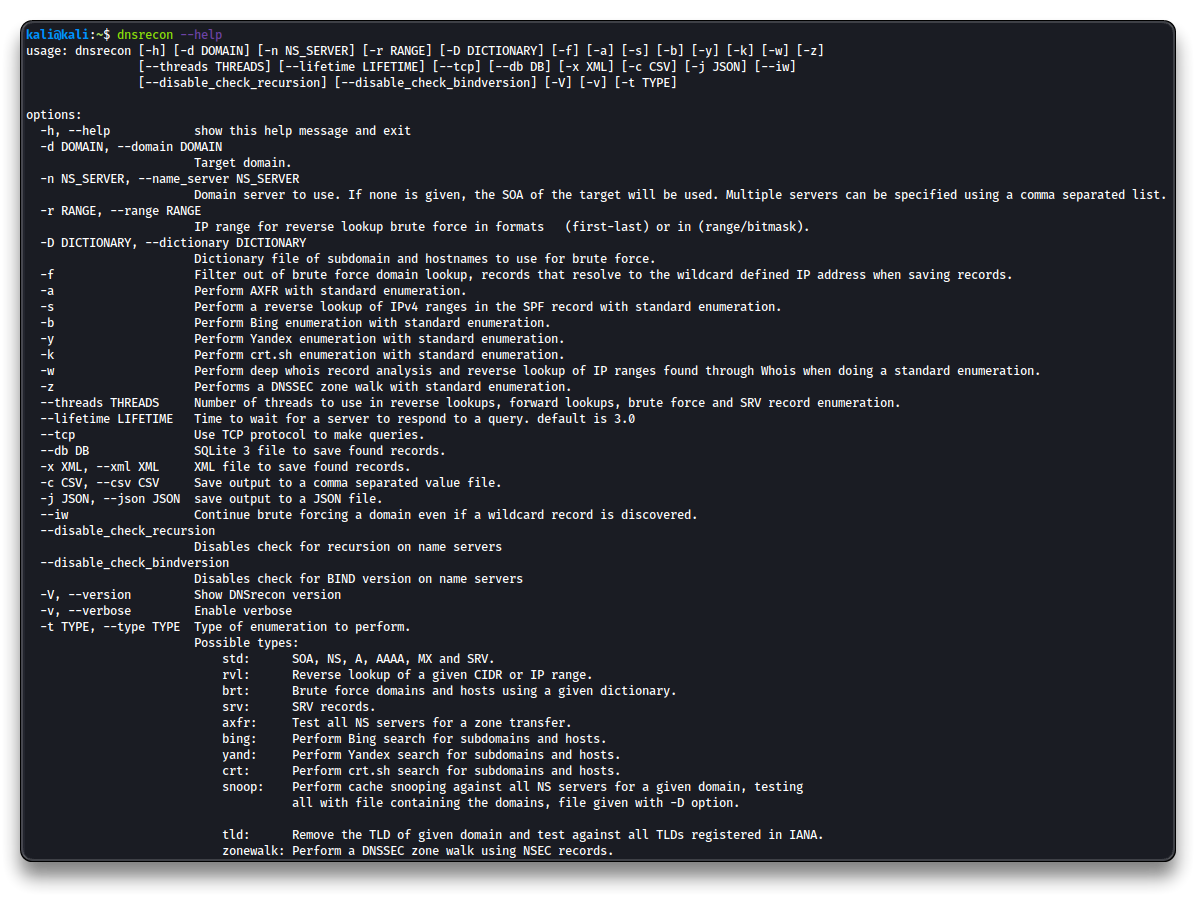 kali@kali:~$ dnsrecon --help
usage: dnsrecon [-h] [-d DOMAIN] [-n NS_SERVER] [-r RANGE] [-D DICTIONARY] [-f] [-a] [-s] [-b] [-y] [-k] [-w] [-z]
                [--threads THREADS] [--lifetime LIFETIME] [--tcp] [--db DB] [-x XML] [-c CSV] [-j JSON] [--iw]
                [--disable_check_recursion] [--disable_check_bindversion] [-V] [-v] [-t TYPE]

options:
  -h, --help            show this help message and exit
  -d DOMAIN, --domain DOMAIN
                        Target domain.
  -n NS_SERVER, --name_server NS_SERVER
                        Domain server to use. If none is given, the SOA of the target will be used. Multiple servers can be specified using a comma separated list.
  -r RANGE, --range RANGE
                        IP range for reverse lookup brute force in formats   (first-last) or in (range/bitmask).
  -D DICTIONARY, --dictionary DICTIONARY
                        Dictionary file of subdomain and hostnames to use for brute force.
  -f                    Filter out of brute force domain lookup, records that resolve to the wildcard defined IP address when saving records.
  -a                    Perform AXFR with standard enumeration.
  -s                    Perform a reverse lookup of IPv4 ranges in the SPF record with standard enumeration.
  -b                    Perform Bing enumeration with standard enumeration.
  -y                    Perform Yandex enumeration with standard enumeration.
  -k                    Perform crt.sh enumeration with standard enumeration.
  -w                    Perform deep whois record analysis and reverse lookup of IP ranges found through Whois when doing a standard enumeration.
  -z                    Performs a DNSSEC zone walk with standard enumeration.
  --threads THREADS     Number of threads to use in reverse lookups, forward lookups, brute force and SRV record enumeration.
  --lifetime LIFETIME   Time to wait for a server to respond to a query. default is 3.0
  --tcp                 Use TCP protocol to make queries.
  --db DB               SQLite 3 file to save found records.
  -x XML, --xml XML     XML file to save found records.
  -c CSV, --csv CSV     Save output to a comma separated value file.
  -j JSON, --json JSON  save output to a JSON file.
  --iw                  Continue brute forcing a domain even if a wildcard record is discovered.
  --disable_check_recursion
                        Disables check for recursion on name servers
  --disable_check_bindversion
                        Disables check for BIND version on name servers
  -V, --version         Show DNSrecon version
  -v, --verbose         Enable verbose
  -t TYPE, --type TYPE  Type of enumeration to perform.
                        Possible types:
                            std:      SOA, NS, A, AAAA, MX and SRV.
                            rvl:      Reverse lookup of a given CIDR or IP range.
                            brt:      Brute force domains and hosts using a given dictionary.
                            srv:      SRV records.
                            axfr:     Test all NS servers for a zone transfer.
                            bing:     Perform Bing search for subdomains and hosts.
                            yand:     Perform Yandex search for subdomains and hosts.
                            crt:      Perform crt.sh search for subdomains and hosts.
                            snoop:    Perform cache snooping against all NS servers for a given domain, testing
                                      all with file containing the domains, file given with -D option.

                            tld:      Remove the TLD of given domain and test against all TLDs registered in IANA.
                            zonewalk: Perform a DNSSEC zone walk using NSEC records.